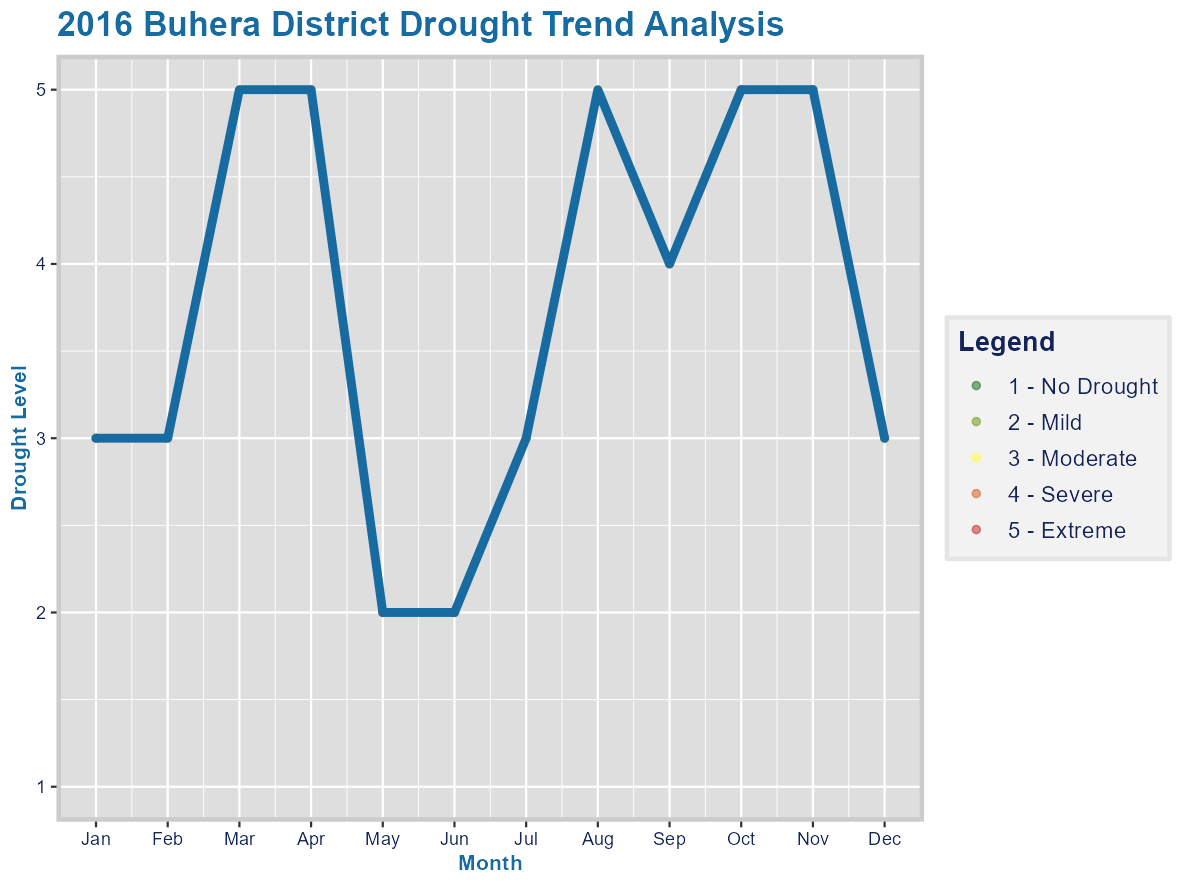 2016 Buhera District Drought Trend Analysis
5
4
3
2
1
Drought Level
Jan Feb Mar Apr May Jun Jul Aug Sep Oct Nov Dec
Month
Legend
1 - No Drought
2 - Mild
3 - Moderate
4 - Severe
5 - Extreme